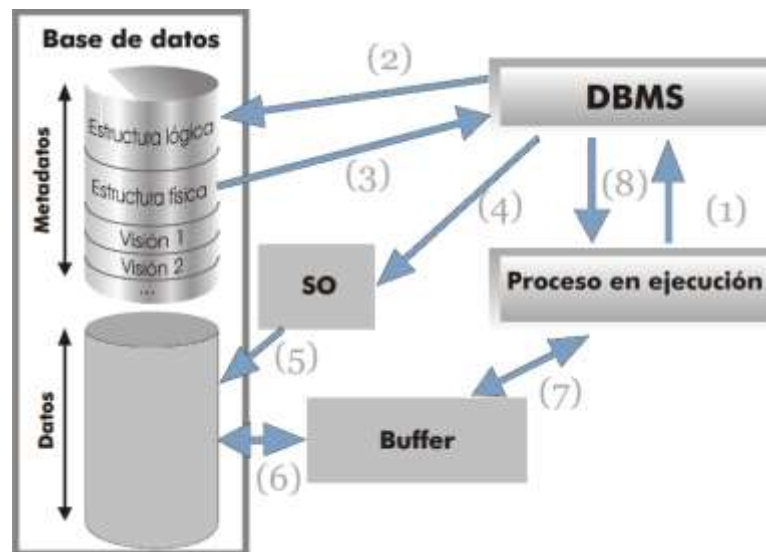 Base de datos
Metadatos
Estructura lógica
Estructura física
Visión 1
Visión 2
...
Datos
(2)
(3)
(4)
DBMS
(8)
(1)
SO
Proceso en ejecución
(5)
(7)
Buffer
(6)